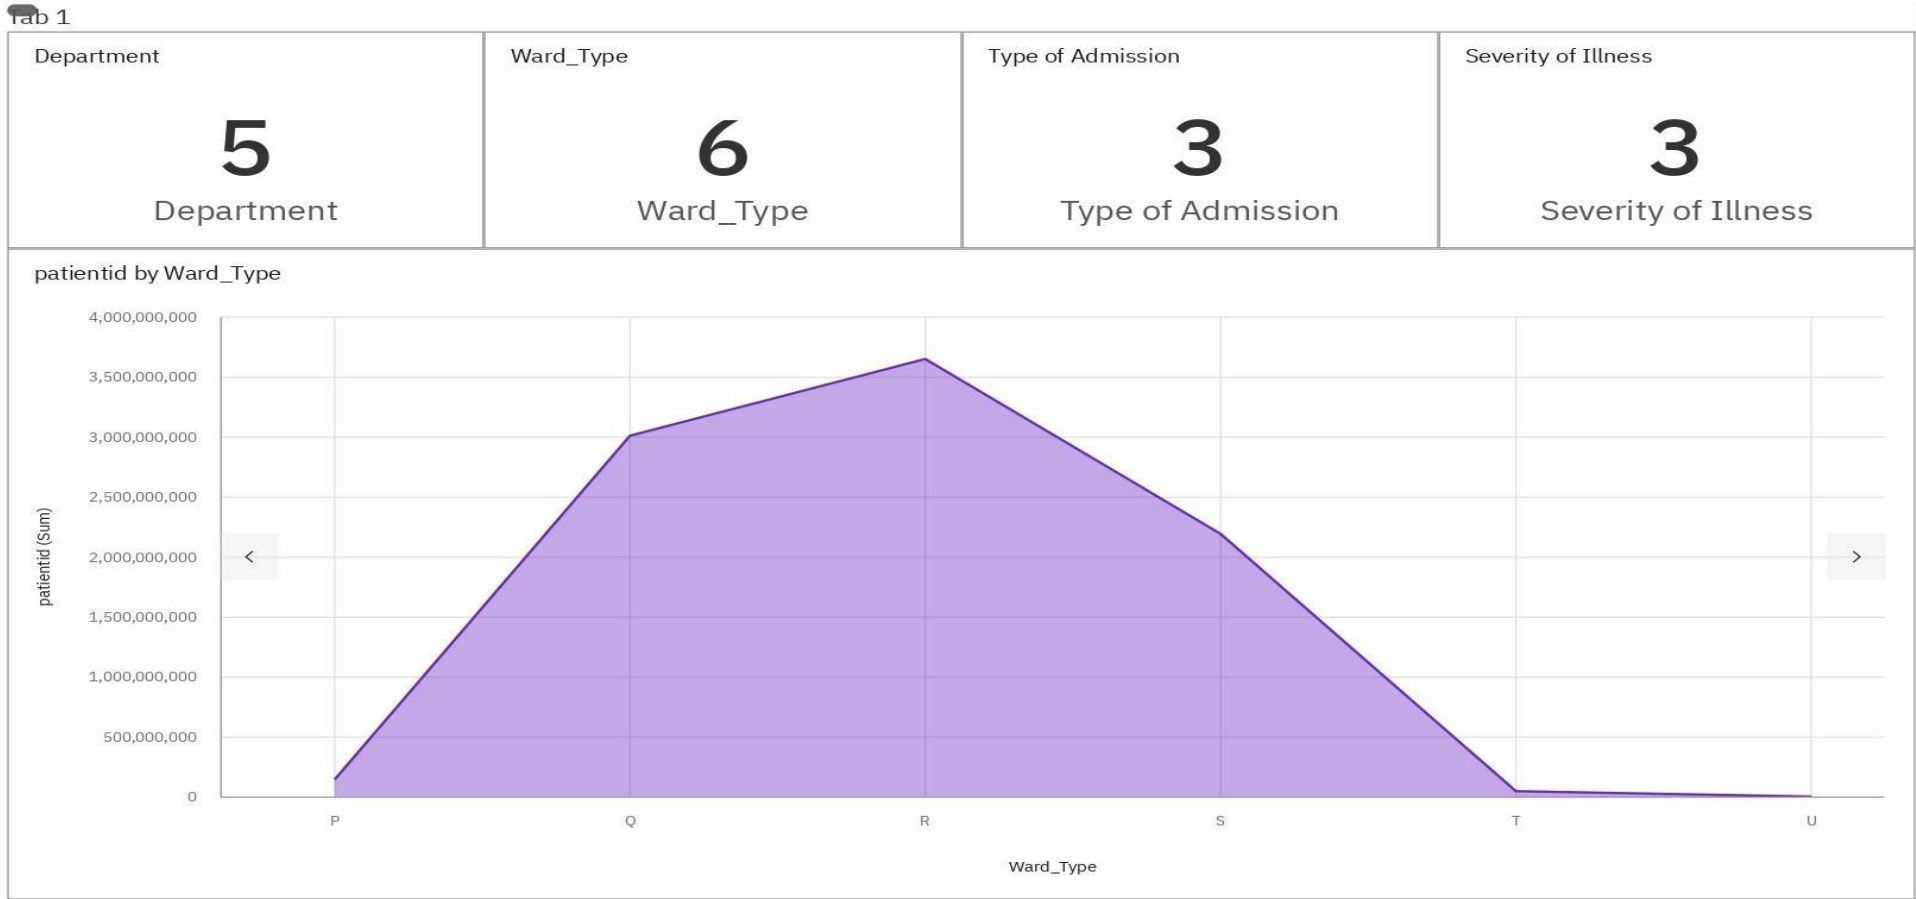 Tab 1
Department
5
Department
Ward_Type
6
Ward_Type
Type of Admission
3
Type of Admission
Severity of Illness
3
Severity of Illness
patientid by Ward_Type
4,000,000,000
3,500,000,000
3,000,000,000
2,500,000,000
2,000,000,000
1,500,000,000
1,000,000,000
500,000,000
0
patientid (Sum)
P Q R S T U
Ward_Type